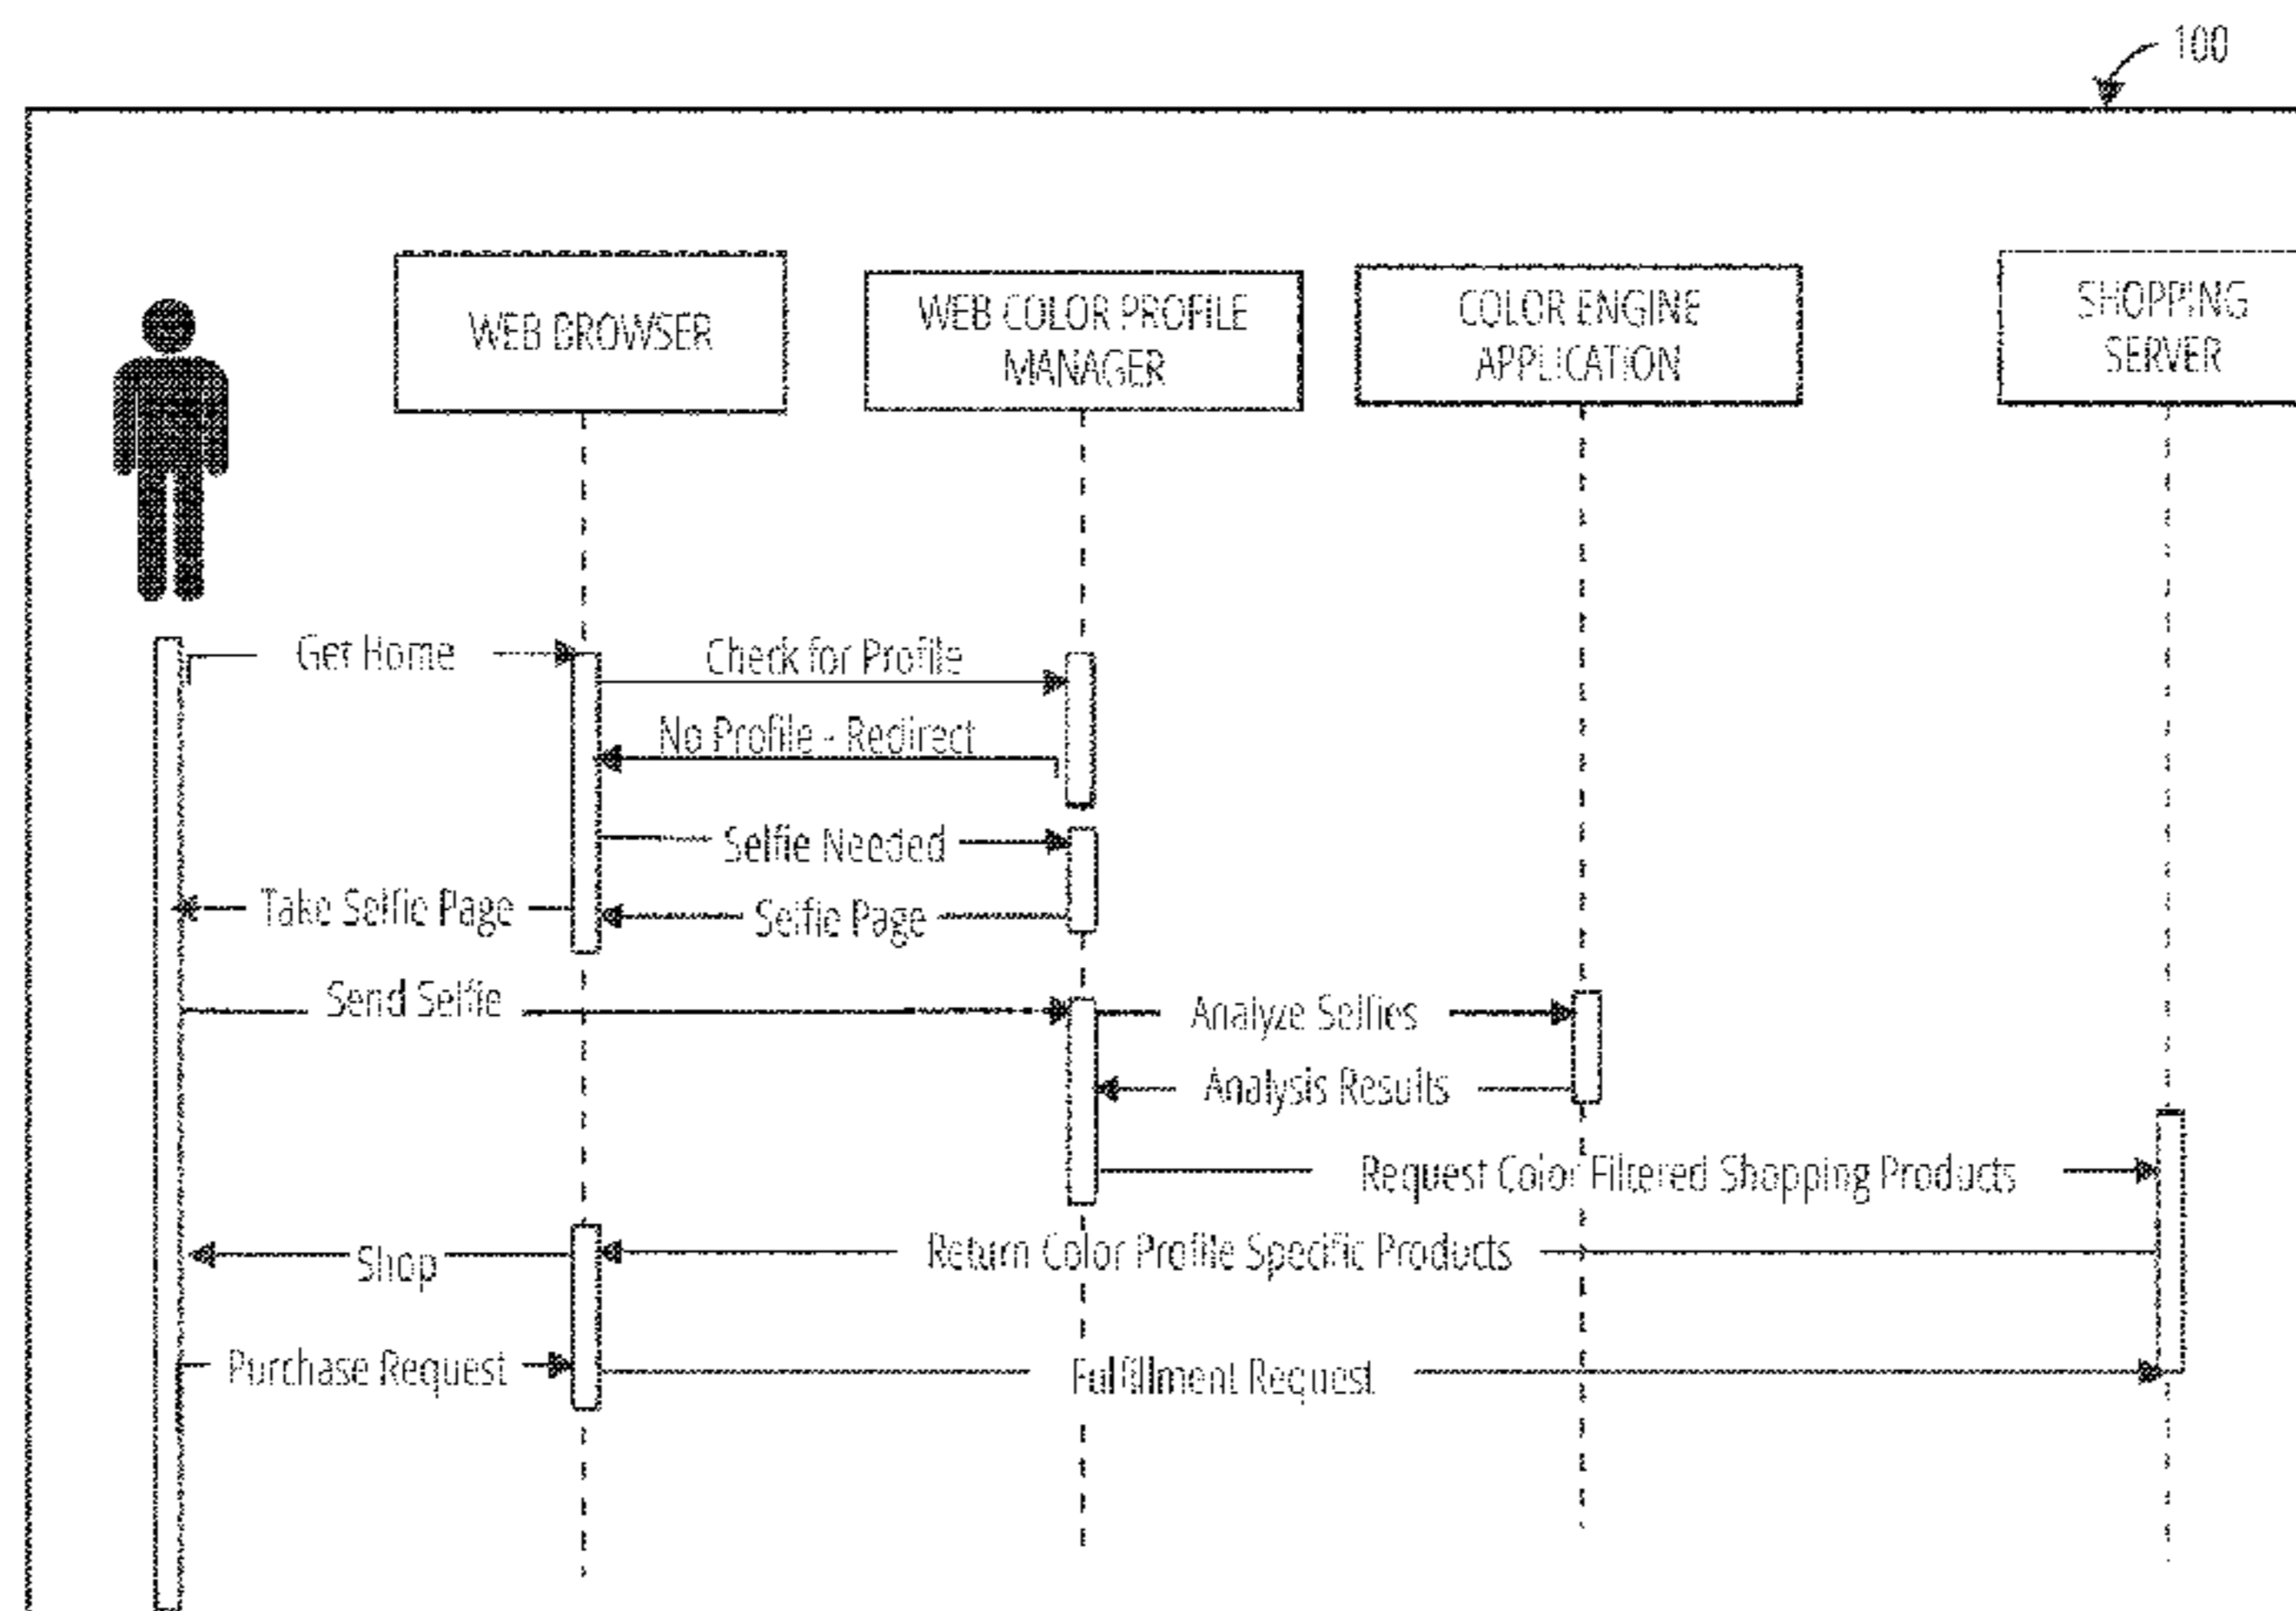 100
WEB BROWSER
WEB COLOR PROFILE
MANAGER
COLOR ENGINE
APPLICATION
SHOPPING
SERVER
Get Home
Check for Profile
No Profile - Redirect
Selfie Needed
Take Selfie Page
Selfie Page
Send Selfie
Analyze Selfies
Analysis Results
Request Color Filtered Shopping Products
Return Color Profile Specific Products
Shop
Purchase Request
Fulfillment Request